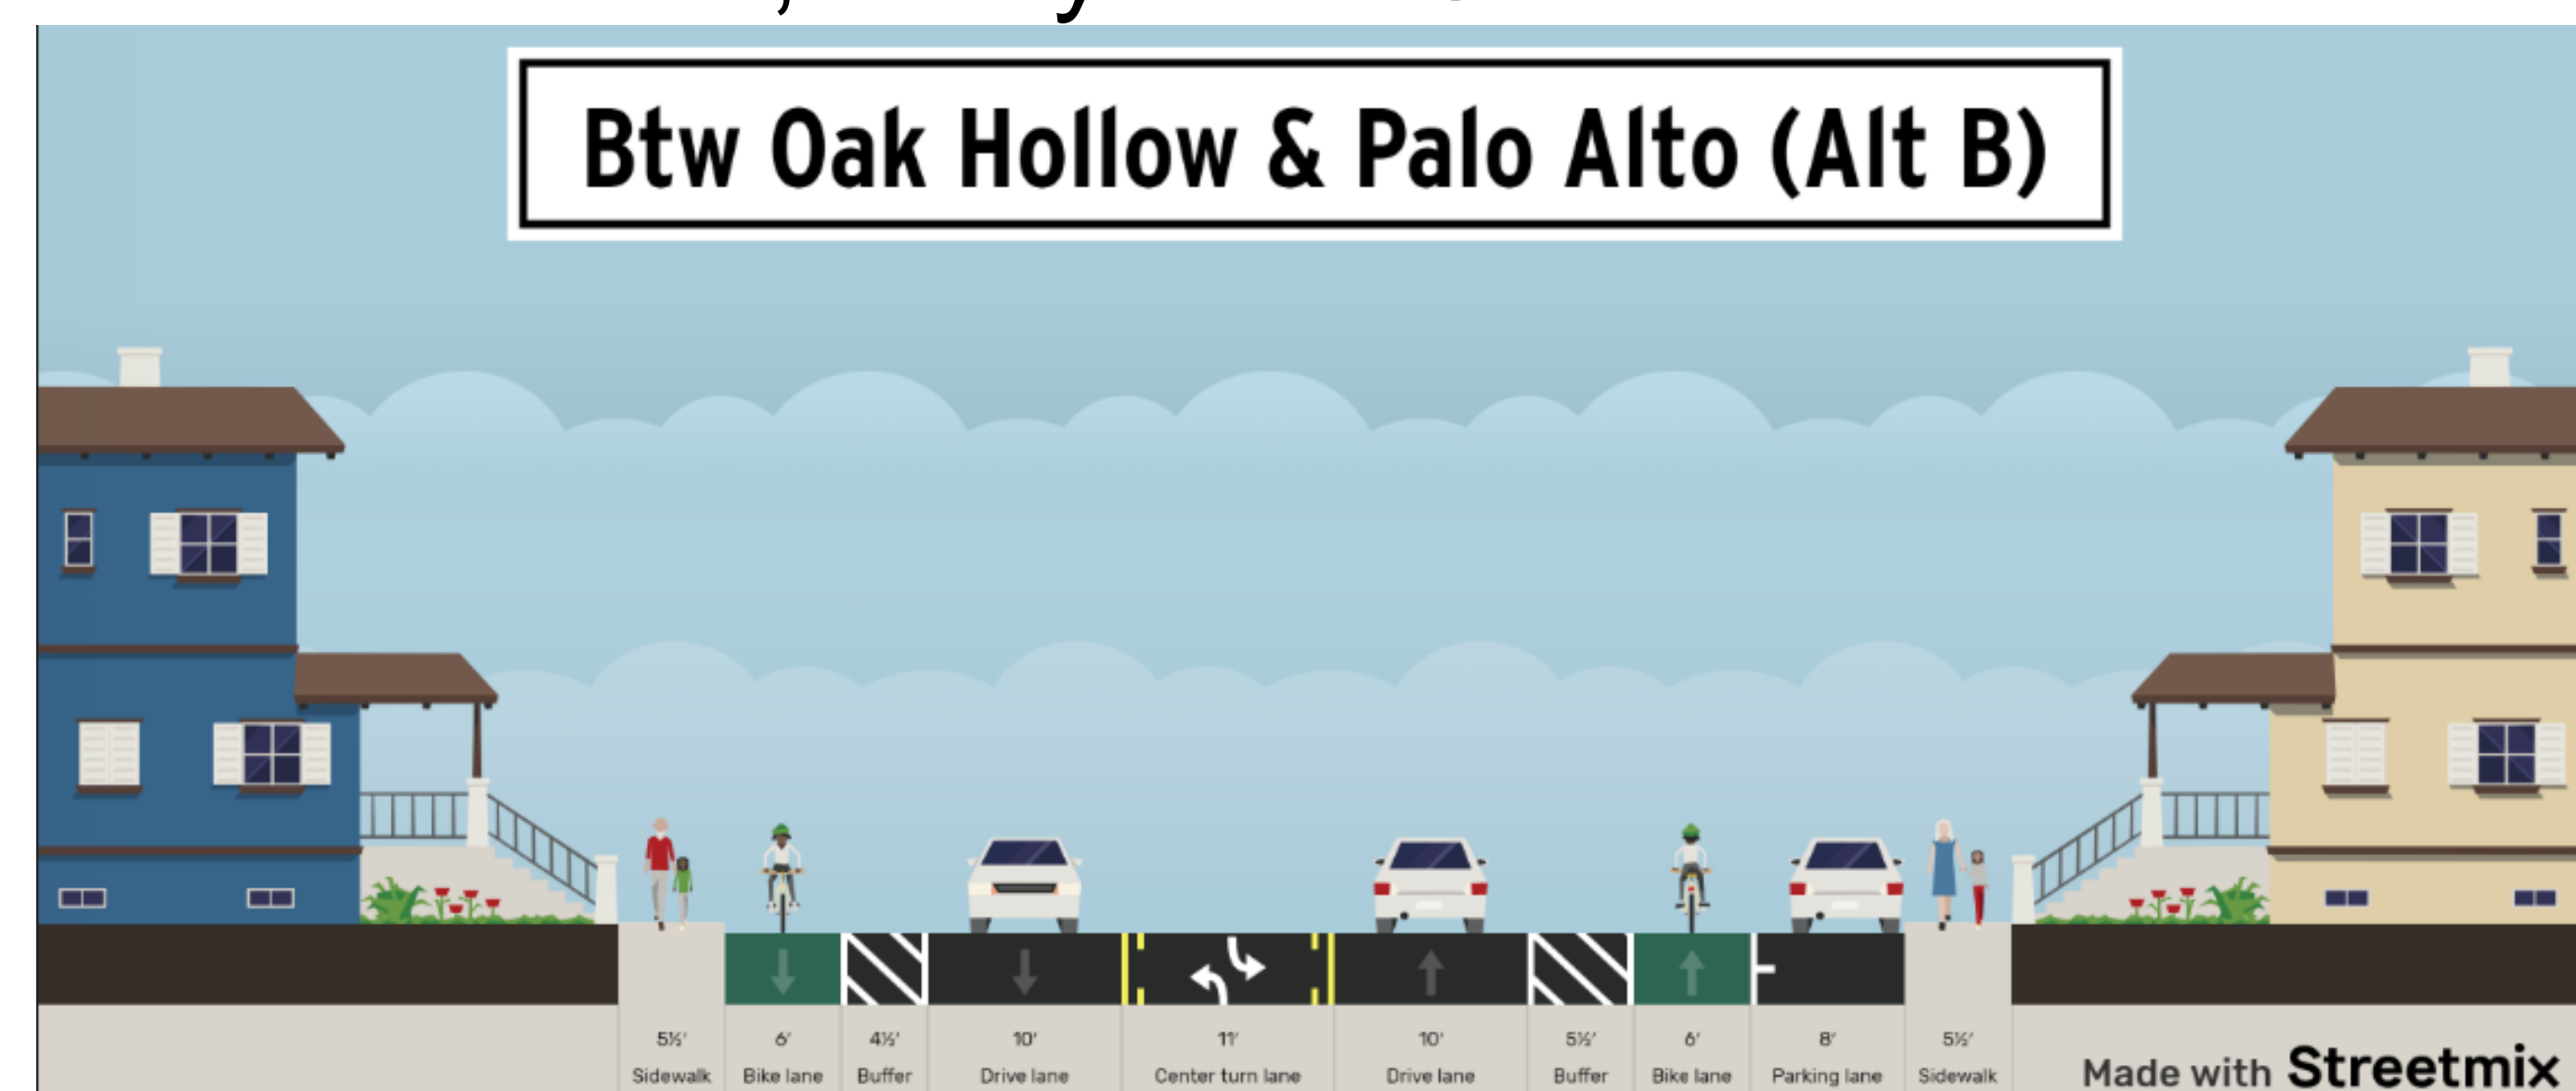 Btw Oak Hollow & Palo Alto (Alt B)
5½' 6' 4½' 10' 11' 10' 5½' 6' 8' 5½'
Sidewalk Bike lane Buffer Drive lane Center turn lane Drive lane Buffer Bike lane Parking lane Sidewalk
Made with Streetmix